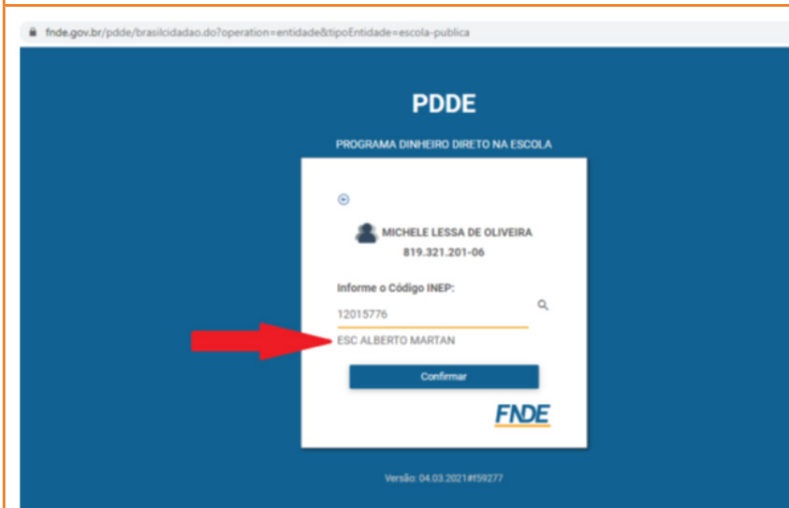 fnde.gov.br/pdde/brasilcidadao.do?operation=entidade&tipoEntidade=escola-publica
PDDE
PROGRAMA DINHEIRO DIRETO NA ESCOLA
MICHELE LESSA DE OLIVEIRA
819.321.201-06
Informe o Código INEP:
12015776
ESC ALBERTO MARTAN
Confirmar
FNDE
Versão: 04.03.2021#f59277